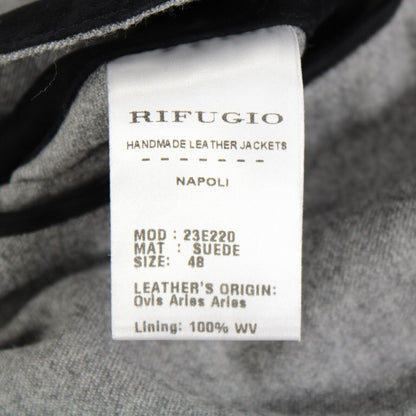 RIFUGIO
HANDMADE LEATHER JACKETS
- - - - - - -
NAPOLI
MOD : 23E220
MAT : SUEDE
SIZE: 48
LEATHER'S ORIGIN:
Ovis Aries Aries
Lining: 100% WV